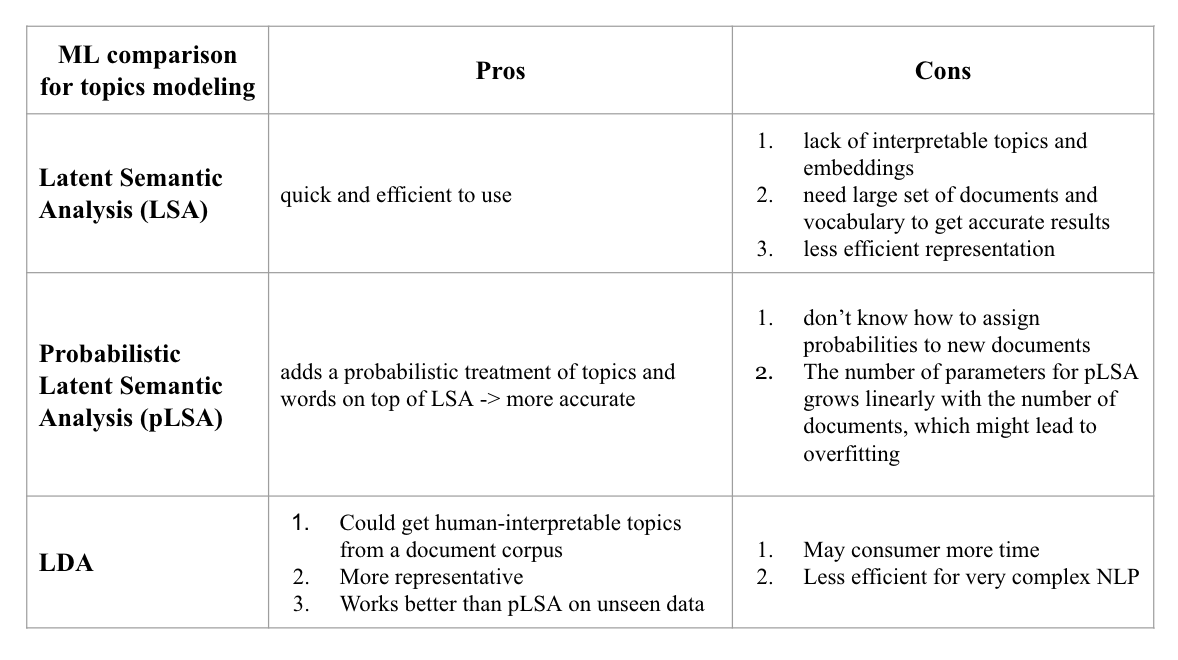 ML comparison
for topics modeling
Pros
Cons
Latent Semantic
Analysis (LSA)
quick and efficient to use
1. lack of interpretable topics and
embeddings
2. need large set of documents and
vocabulary to get accurate results
3. less efficient representation
Probabilistic
Latent Semantic
Analysis (pLSA)
adds a probabilistic treatment of topics and
words on top of LSA -> more accurate
1. don’t know how to assign
probabilities to new documents
2. The number of parameters for pLSA
grows linearly with the number of
documents, which might lead to
overfitting
LDA
1. Could get human-interpretable topics
from a document corpus
2. More representative
3. Works better than pLSA on unseen data
1. May consumer more time
2. Less efficient for very complex NLP